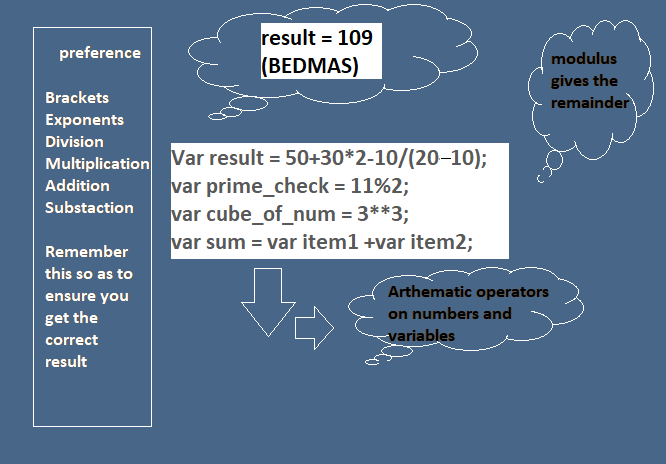 preference
Brackets
Exponents
Division
Multiplication
Addition
Substaction
Remember
this so as to
ensure you
get the
correct
result
result = 109
(BEDMAS)
modulus
gives the
remainder
Var result = 50+30*2-10/(20−10);
var prime_check = 11%2;
var cube_of_num = 3**3;
var sum = var item1 +var item2;
Arthematic operators
on numbers and
variables